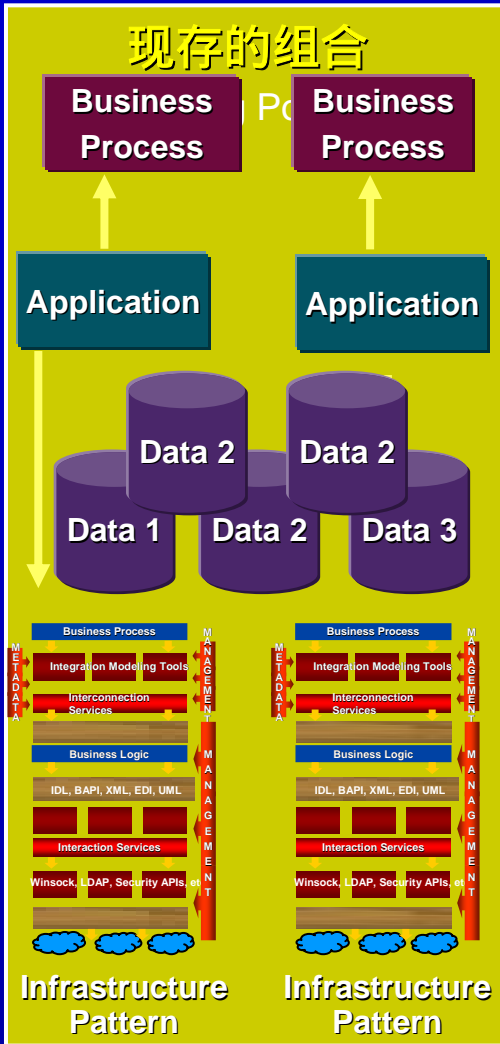 现存的组合
Business
Process
Business
Process
Application
Application
Data 2
Data 2
Data 1
Data 2
Data 3
Business Process
METADATA
MANAGEMENT
Integration Modeling Tools
Interconnection
Services
Business Logic
MANAGEMENT
IDL, BAPI, XML, EDI, UML
Interaction Services
Winsock, LDAP, Security APIs, et
Infrastructure
Pattern
Business Process
METADATA
MANAGEMENT
Integration Modeling Tools
Interconnection
Services
Business Logic
MANAGEMENT
IDL, BAPI, XML, EDI, UML
Interaction Services
Winsock, LDAP, Security APIs, etc
Infrastructure
Pattern